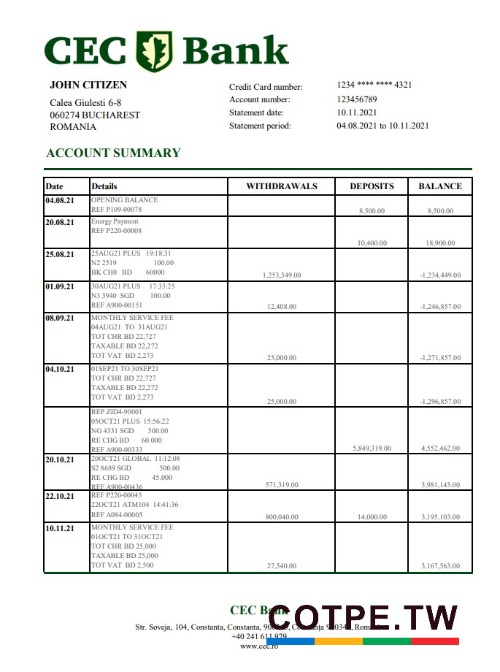 CEC Bank
JOHN CITIZEN
Calea Giulesti 6-8
060274 BUCHAREST
ROMANIA
Credit Card number: 1234 **** **** 4321
Account number: 123456789
Statement date: 10.11.2021
Statement period: 04.08.2021 to 10.11.2021
ACCOUNT SUMMARY
Date Details WITHDRAWALS DEPOSITS BALANCE
04.08.21 OPENING BALANCE
REF P109-00078 8,500.00 8,500.00
20.08.21 Energy Payment
REF P220-00008
10,400.00 18,900.00
25.08.21 25AUG21 PLUS 19:18:31
N2 2519 100.00
BK CH0 BD 60000 1,253,349.00 -1,234,449.00
01.09.21 30AUG21 PLUS 17:33:25
N3 3940 SGD 100.00
REF A900-00151 12,408.00 -1,246,857.00
08.09.21 MONTHLY SERVICE FEE
04AUG21 TO 31AUG21
TOT CHR BD 22,727
TAXABLE BD 22,272
TOT VAT BD 2,273 25,000.00 -1,271,857.00
04.10.21 01SEP21 TO 30SEP21
TOT CHR BD 22,727
TAXABLE BD 22,272
TOT VAT BD 2,273
25,000.00 -1,296,857.00
REP ZID4-90001
05OCT21 PLUS 15:56:22
NG 4331 SGD 500.00
RE CHG BD 60.000
REF A900-00333 5,849,319.00 4,552,462.00
20.10.21 20OCT21 GLOBAL 11:12:08
S2 8689 SGD 500.00
RE CHG BD 45.000
REF A900-00436 571,319.00 3,981,143.00
22.10.21 REF P220-00045
22OCT21 ATM104 14:41:36
REF A084-00005 800,040.00 14,000.00 3,195,103.00
10.11.21 MONTHLY SERVICE FEE
01OCT21 TO 31OCT21
TOT CHR BD 25,000
TAXABLE BD 25,000
TOT VAT BD 2,500 27,540.00 3,167,563.00
CEC
COTPE.TW
Str. Soveja, 104, Constanta, Constanta,
+40 241 611 979
www.cec.ro